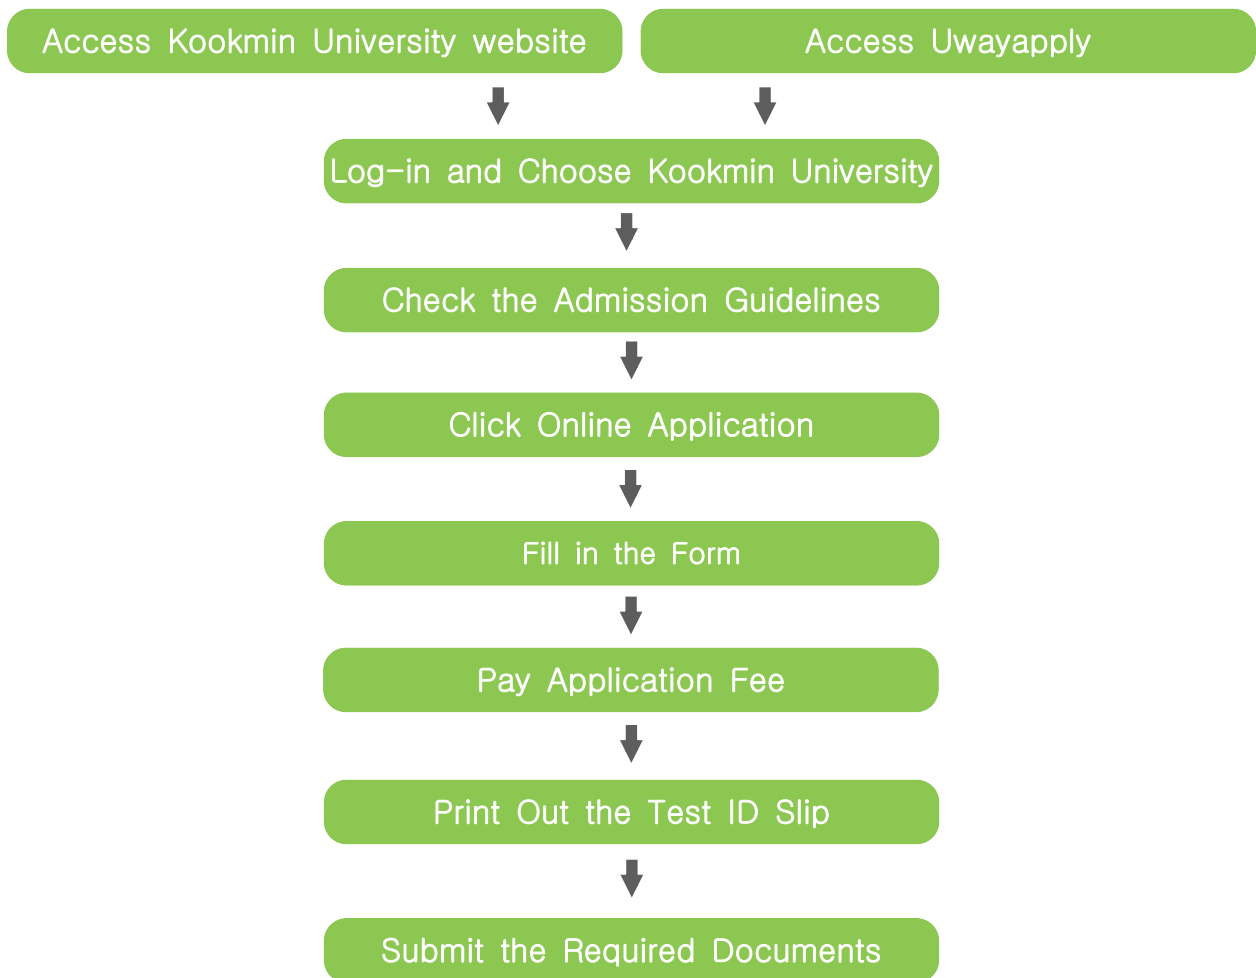 Access Kookmin University website
Access Uwayapply
Log-in and Choose Kookmin University
Check the Admission Guidelines
Click Online Application
Fill in the Form
Pay Application Fee
Print Out the Test ID Slip
Submit the Required Documents